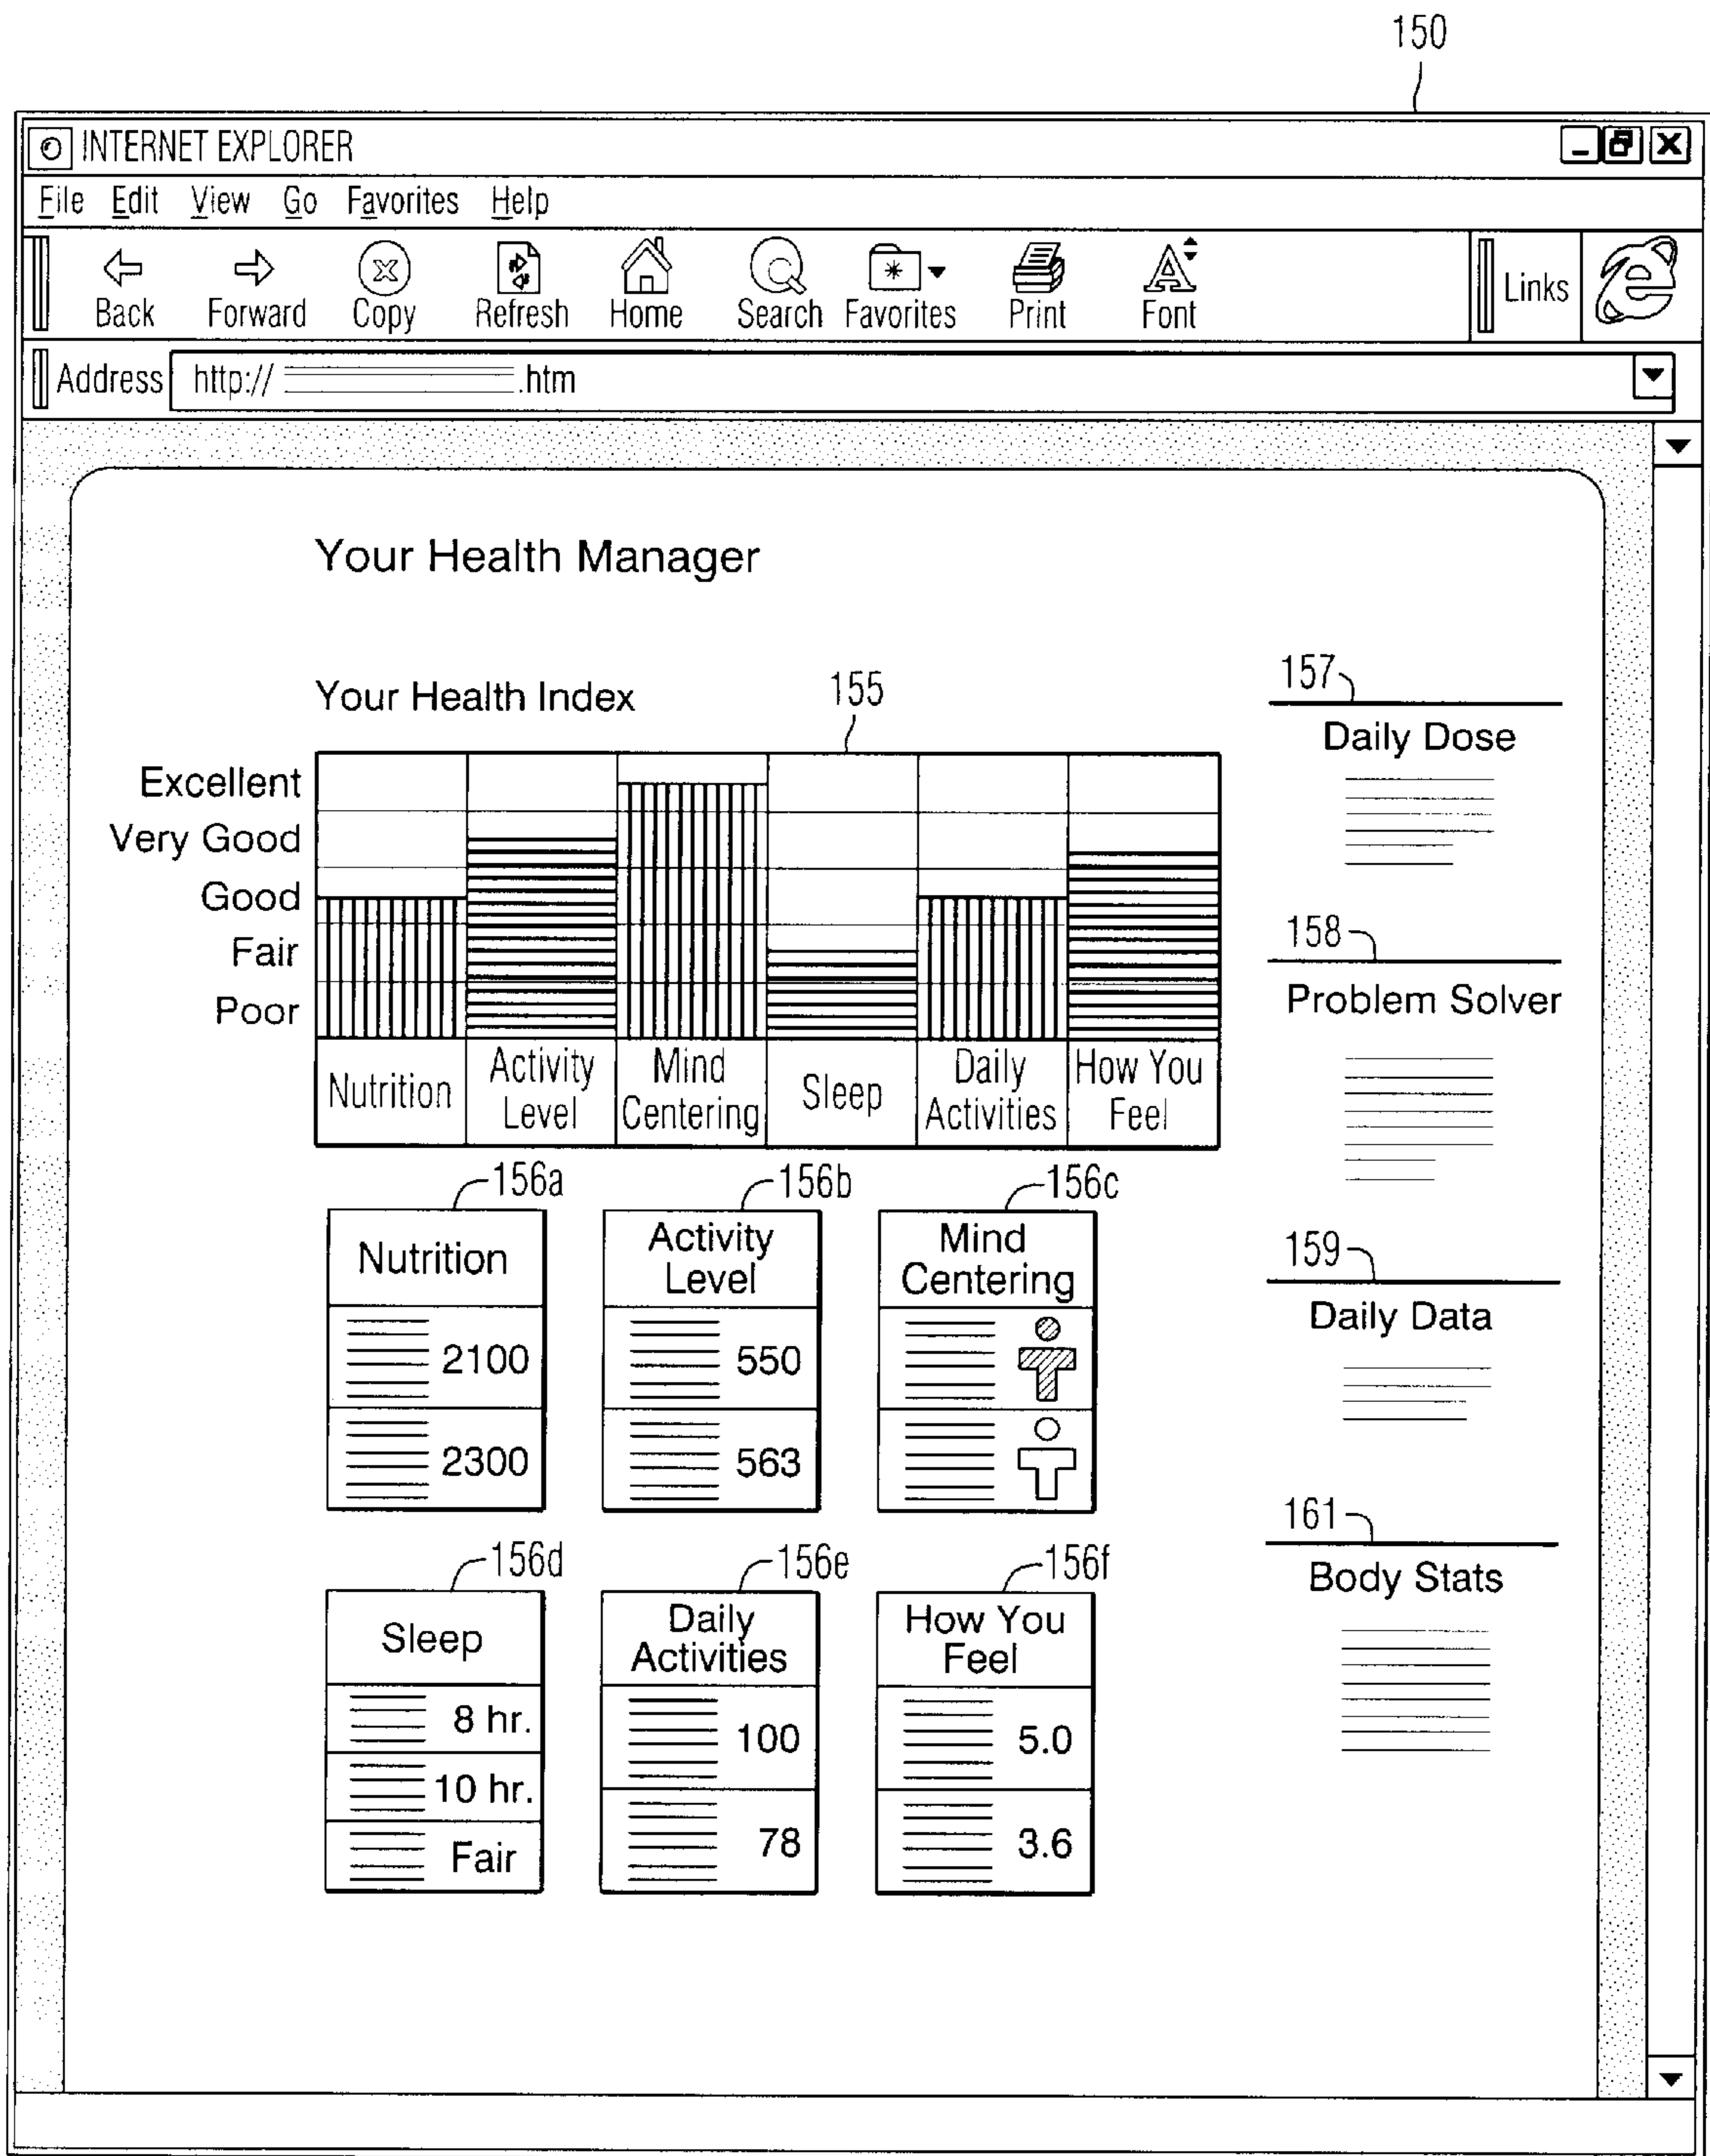 150
INTERNET EXPLORER
File Edit View Go Favorites Help
Back Forward Copy Refresh Home Search Favorites Print Font Links
Address http:// .htm
Your Health Manager
Your Health Index
155
Excellent
Very Good
Good
Fair
Poor
Nutrition
Activity
Level
Mind
Centering
Sleep
Daily
Activities
How You
Feel
156a
Nutrition
2100
2300
156b
Activity
Level
550
563
156c
Mind
Centering
156d
Sleep
8 hr.
10 hr.
Fair
156e
Daily
Activities
100
78
156f
How You
Feel
5.0
3.6
157
Daily Dose
158
Problem Solver
159
Daily Data
161
Body Stats